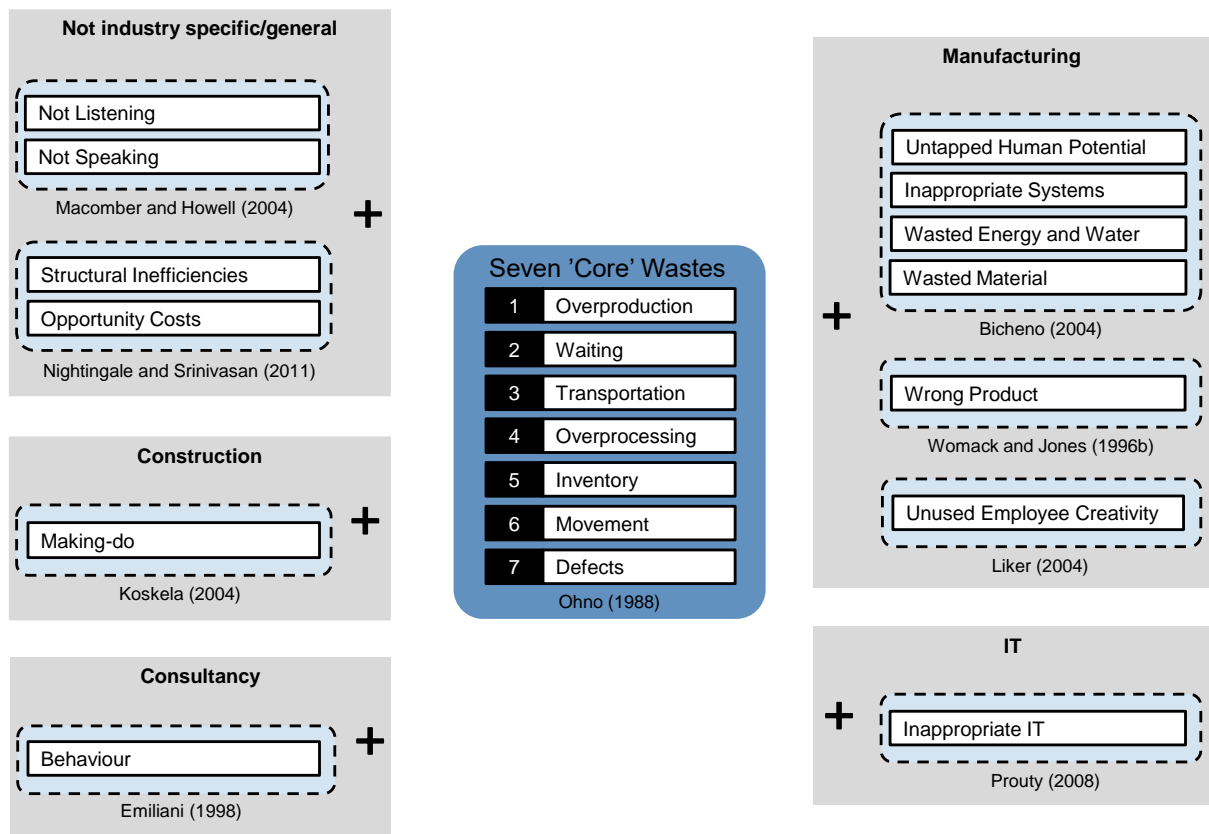 Not industry specific/general
Not Listening
Not Speaking
Macomber and Howell (2004)
+
Structural Inefficiencies
Opportunity Costs
Nightingale and Srinivasan (2011)
Construction
Making-do
+
Koskela (2004)
Consultancy
Behaviour
+
Emiliani (1998)
Seven ’Core’ Wastes
1 Overproduction
2 Waiting
3 Transportation
4 Overprocessing
5 Inventory
6 Movement
7 Defects
Ohno (1988)
Manufacturing
Untapped Human Potential
Inappropriate Systems
Wasted Energy and Water
Wasted Material
+
Bicheno (2004)
Wrong Product
Womack and Jones (1996b)
Unused Employee Creativity
Liker (2004)
IT
+
Inappropriate IT
Prouty (2008)